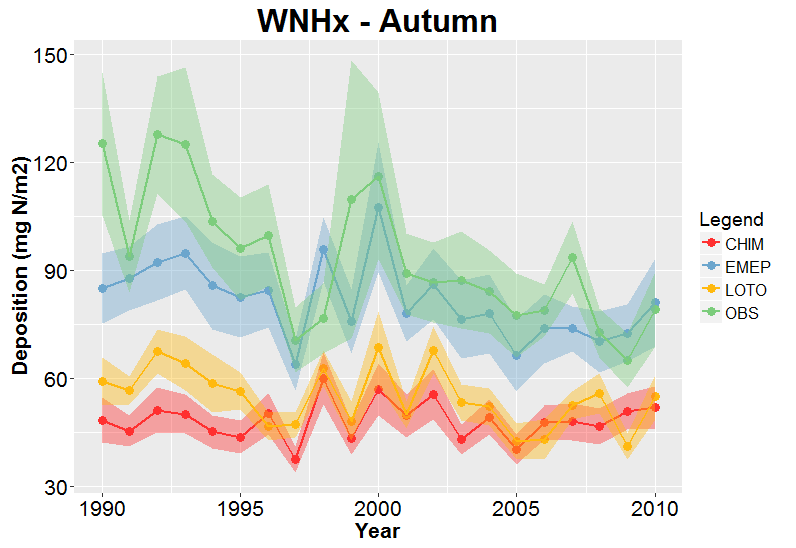 WNHx - Autumn
Deposition (mg N/m2)
150
120
90
60
30
1990 1995 2000 2005 2010
Year
Legend
CHIM
EMEP
LOTO
OBS